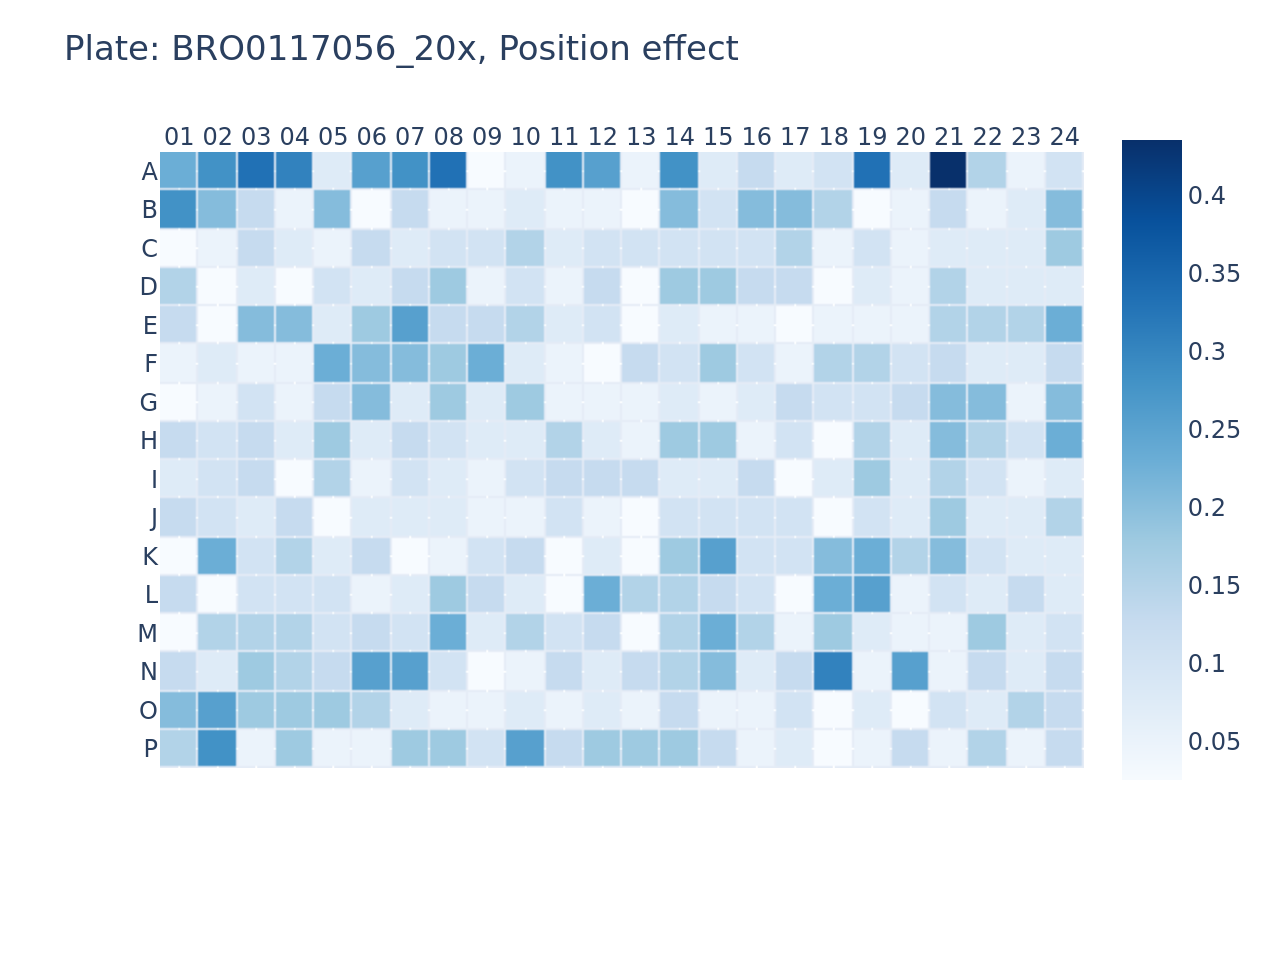 Plate: BRO0117056_20x, Position effect
01 02 03 04 05 06 07 08 09 10 11 12 13 14 15 16 17 18 19 20 21 22 23 24
A
B
C
D
E
F
G
H
I
J
K
L
M
N
O
P
0.4
0.35
0.3
0.25
0.2
0.15
0.1
0.05